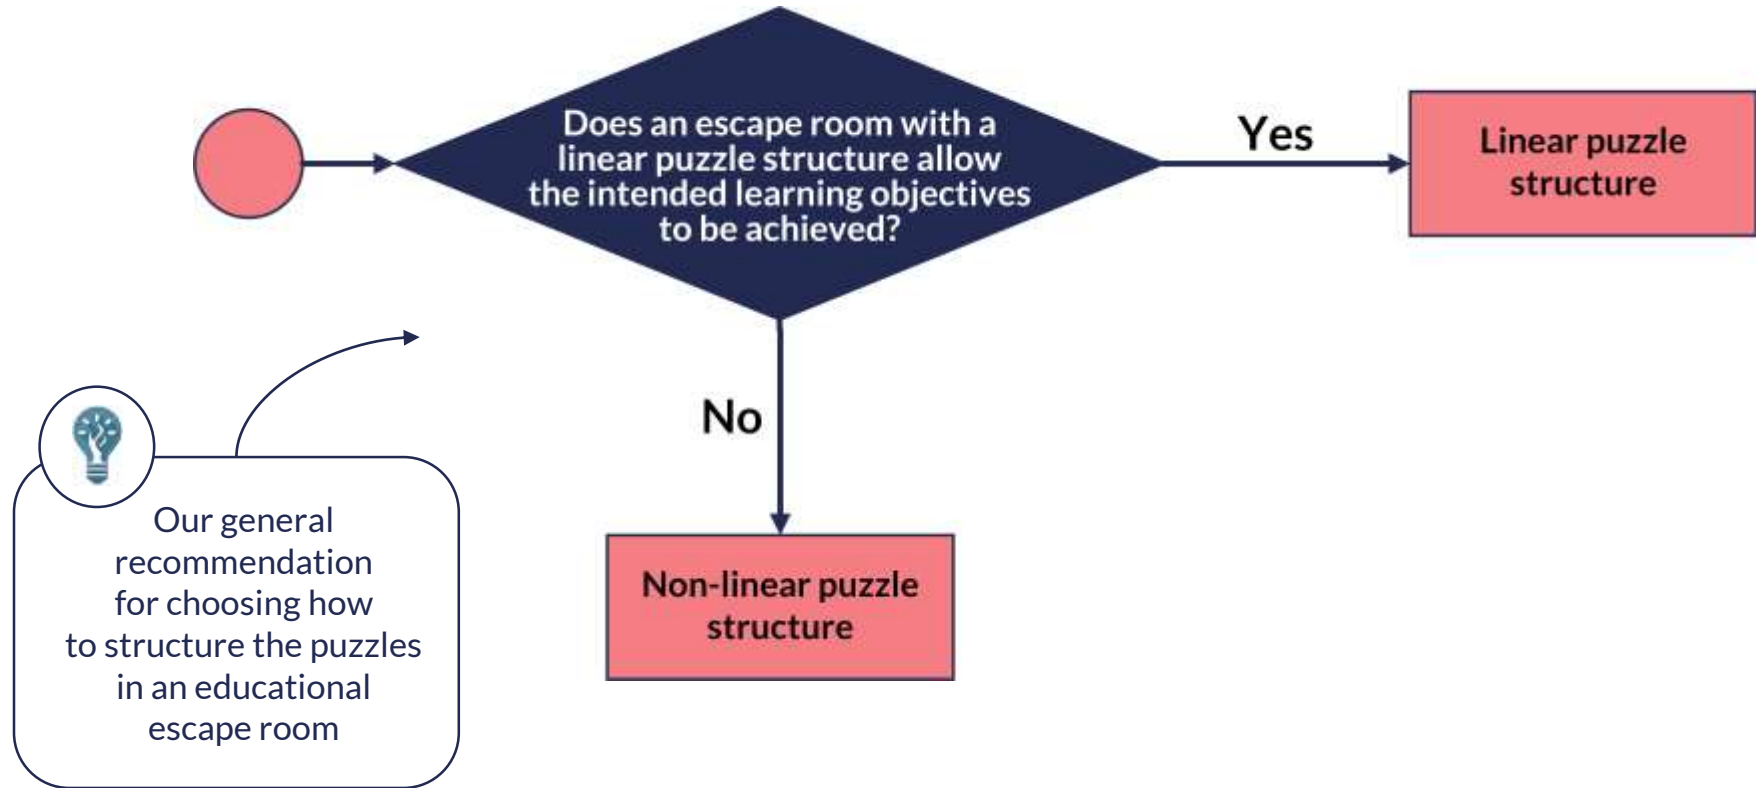 Does an escape room with a
linear puzzle structure allow
the intended learning objectives
to be achieved?
Yes
Linear puzzle
structure
No
Non-linear puzzle
structure
Our general
recommendation
for choosing how
to structure the puzzles
in an educational
escape room